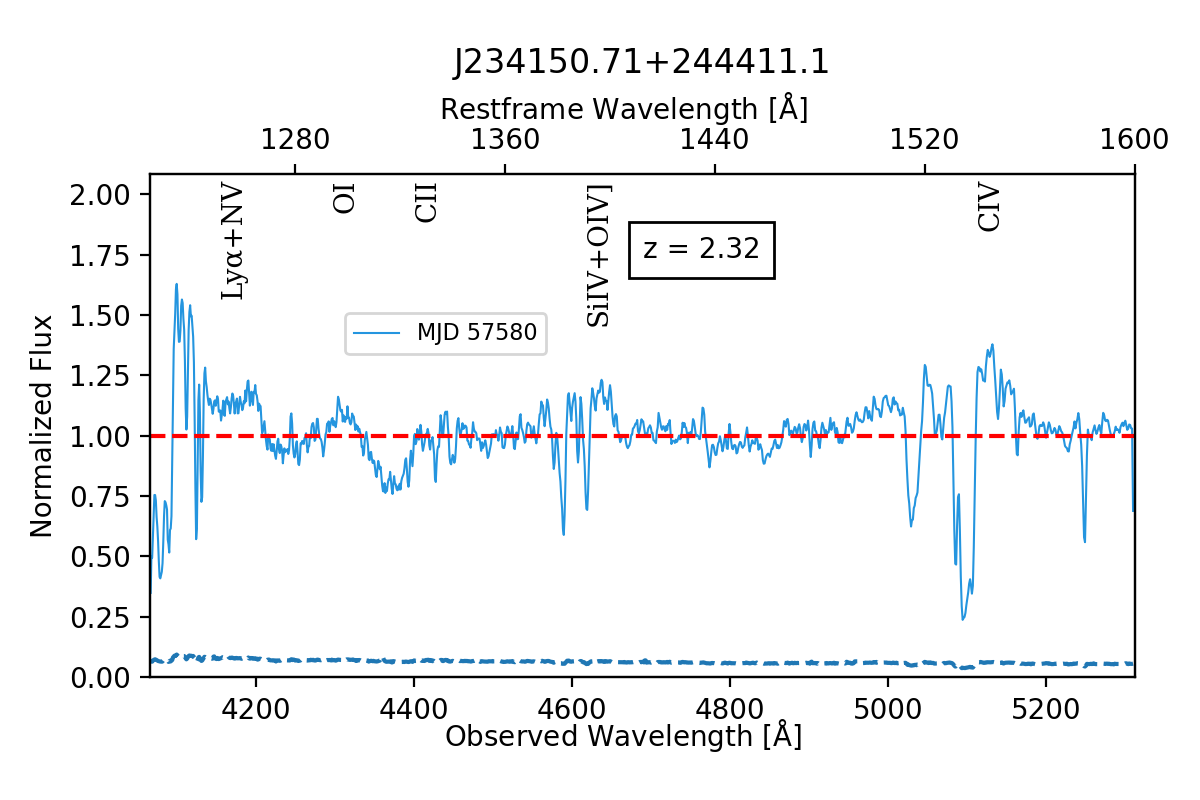 J234150.71+244411.1
Restframe Wavelength [Å]
1280 1360 1440 1520 1600
2.00
1.75
1.50
1.25
1.00
0.75
0.50
0.25
0.00
Normalized Flux
Lyα+NV
OI
CII
SiIV+OIV]
CIV
z = 2.32
MJD 57580
4200 4400 4600 4800 5000 5200
Observed Wavelength [Å]